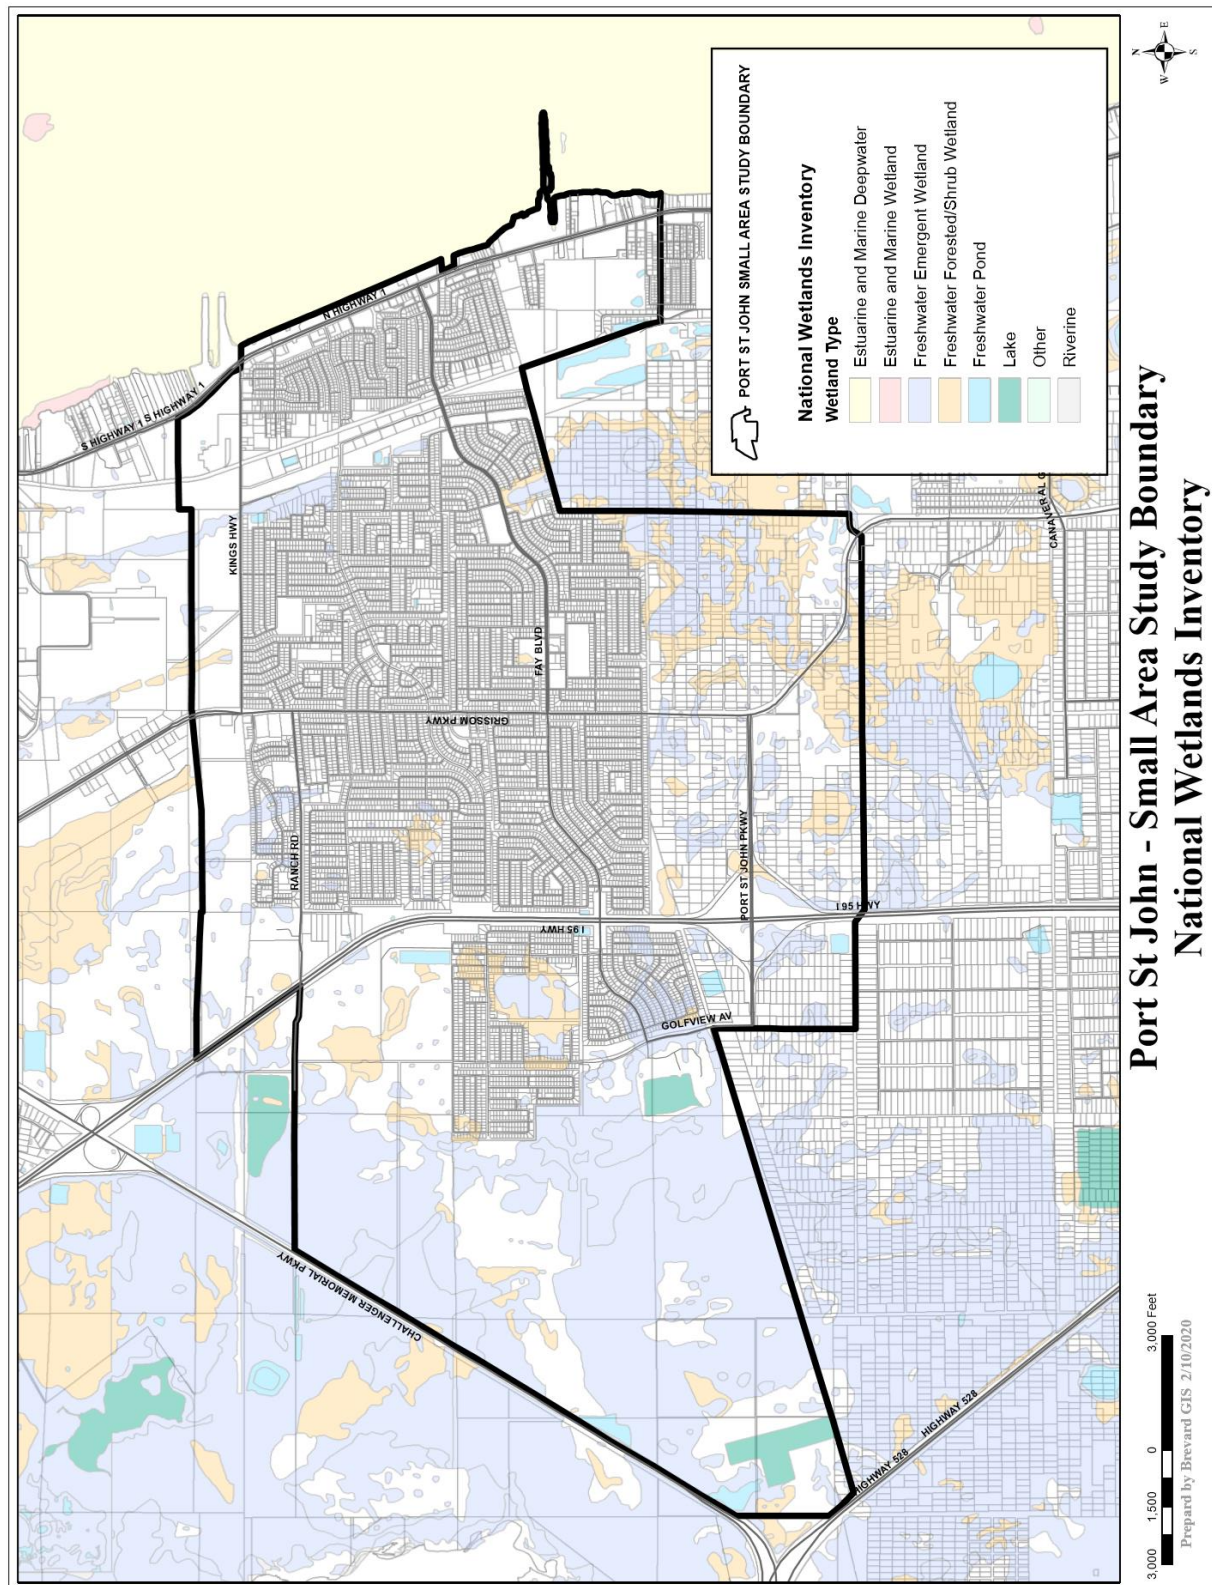 S HIGHWAY 1
S HIGHWAY 1
N HIGHWAY 1
KINGS HWY
GRISSOM PKWY
FAY BLVD
RANCH RD
PORT ST JOHN PKWY
I 95 HWY
I 95 HWY
GOLFVIEW AV
CHALLENGER MEMORIAL PKWY
HIGHWAY 528
HIGHWAY 528
CANAVERAL G
PORT ST JOHN SMALL AREA STUDY BOUNDARY
National Wetlands Inventory
Wetland Type
Estuarine and Marine Deepwater
Estuarine and Marine Wetland
Freshwater Emergent Wetland
Freshwater Forested/Shrub Wetland
Freshwater Pond
Lake
Other
Riverine
N
W
E
S
Port St John - Small Area Study Boundary
National Wetlands Inventory
3,000 1,500 0 3,000 Feet
Prepard by Brevard GIS 2/10/2020